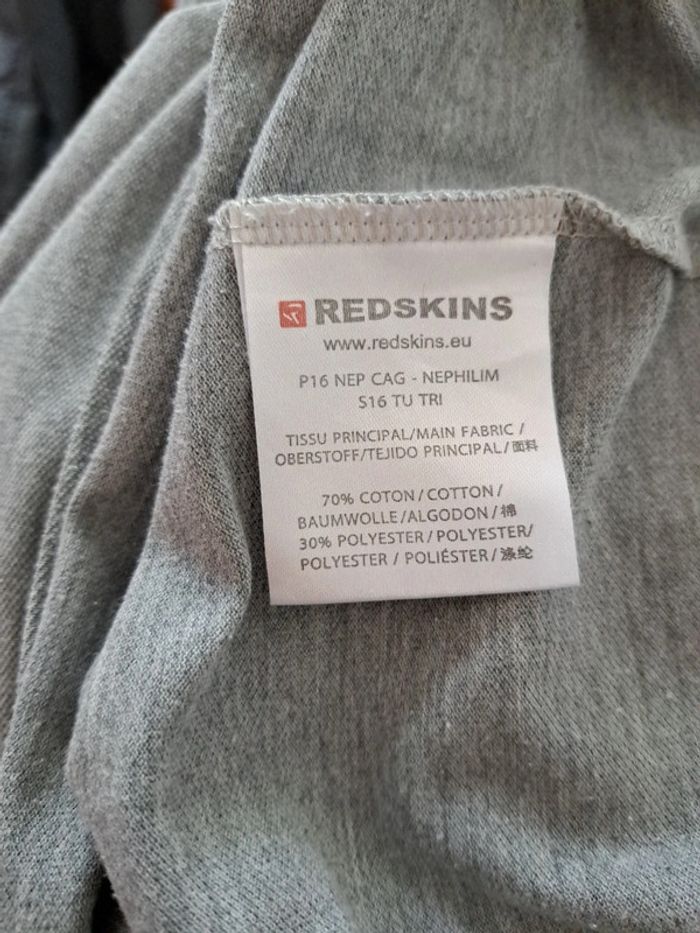 REDSKINS
www.redskins.eu
P16 NEP CAG - NEPHILIM
S16 TU TRI
TISSU PRINCIPAL/MAIN FABRIC /
OBERSTOFF/TEJIDO PRINCIPAL/面料
70% COTON/COTTON/
BAUMWOLLE/ALGODON/棉
30% POLYESTER/POLYESTER/
POLYESTER / POLIÉSTER/涤纶